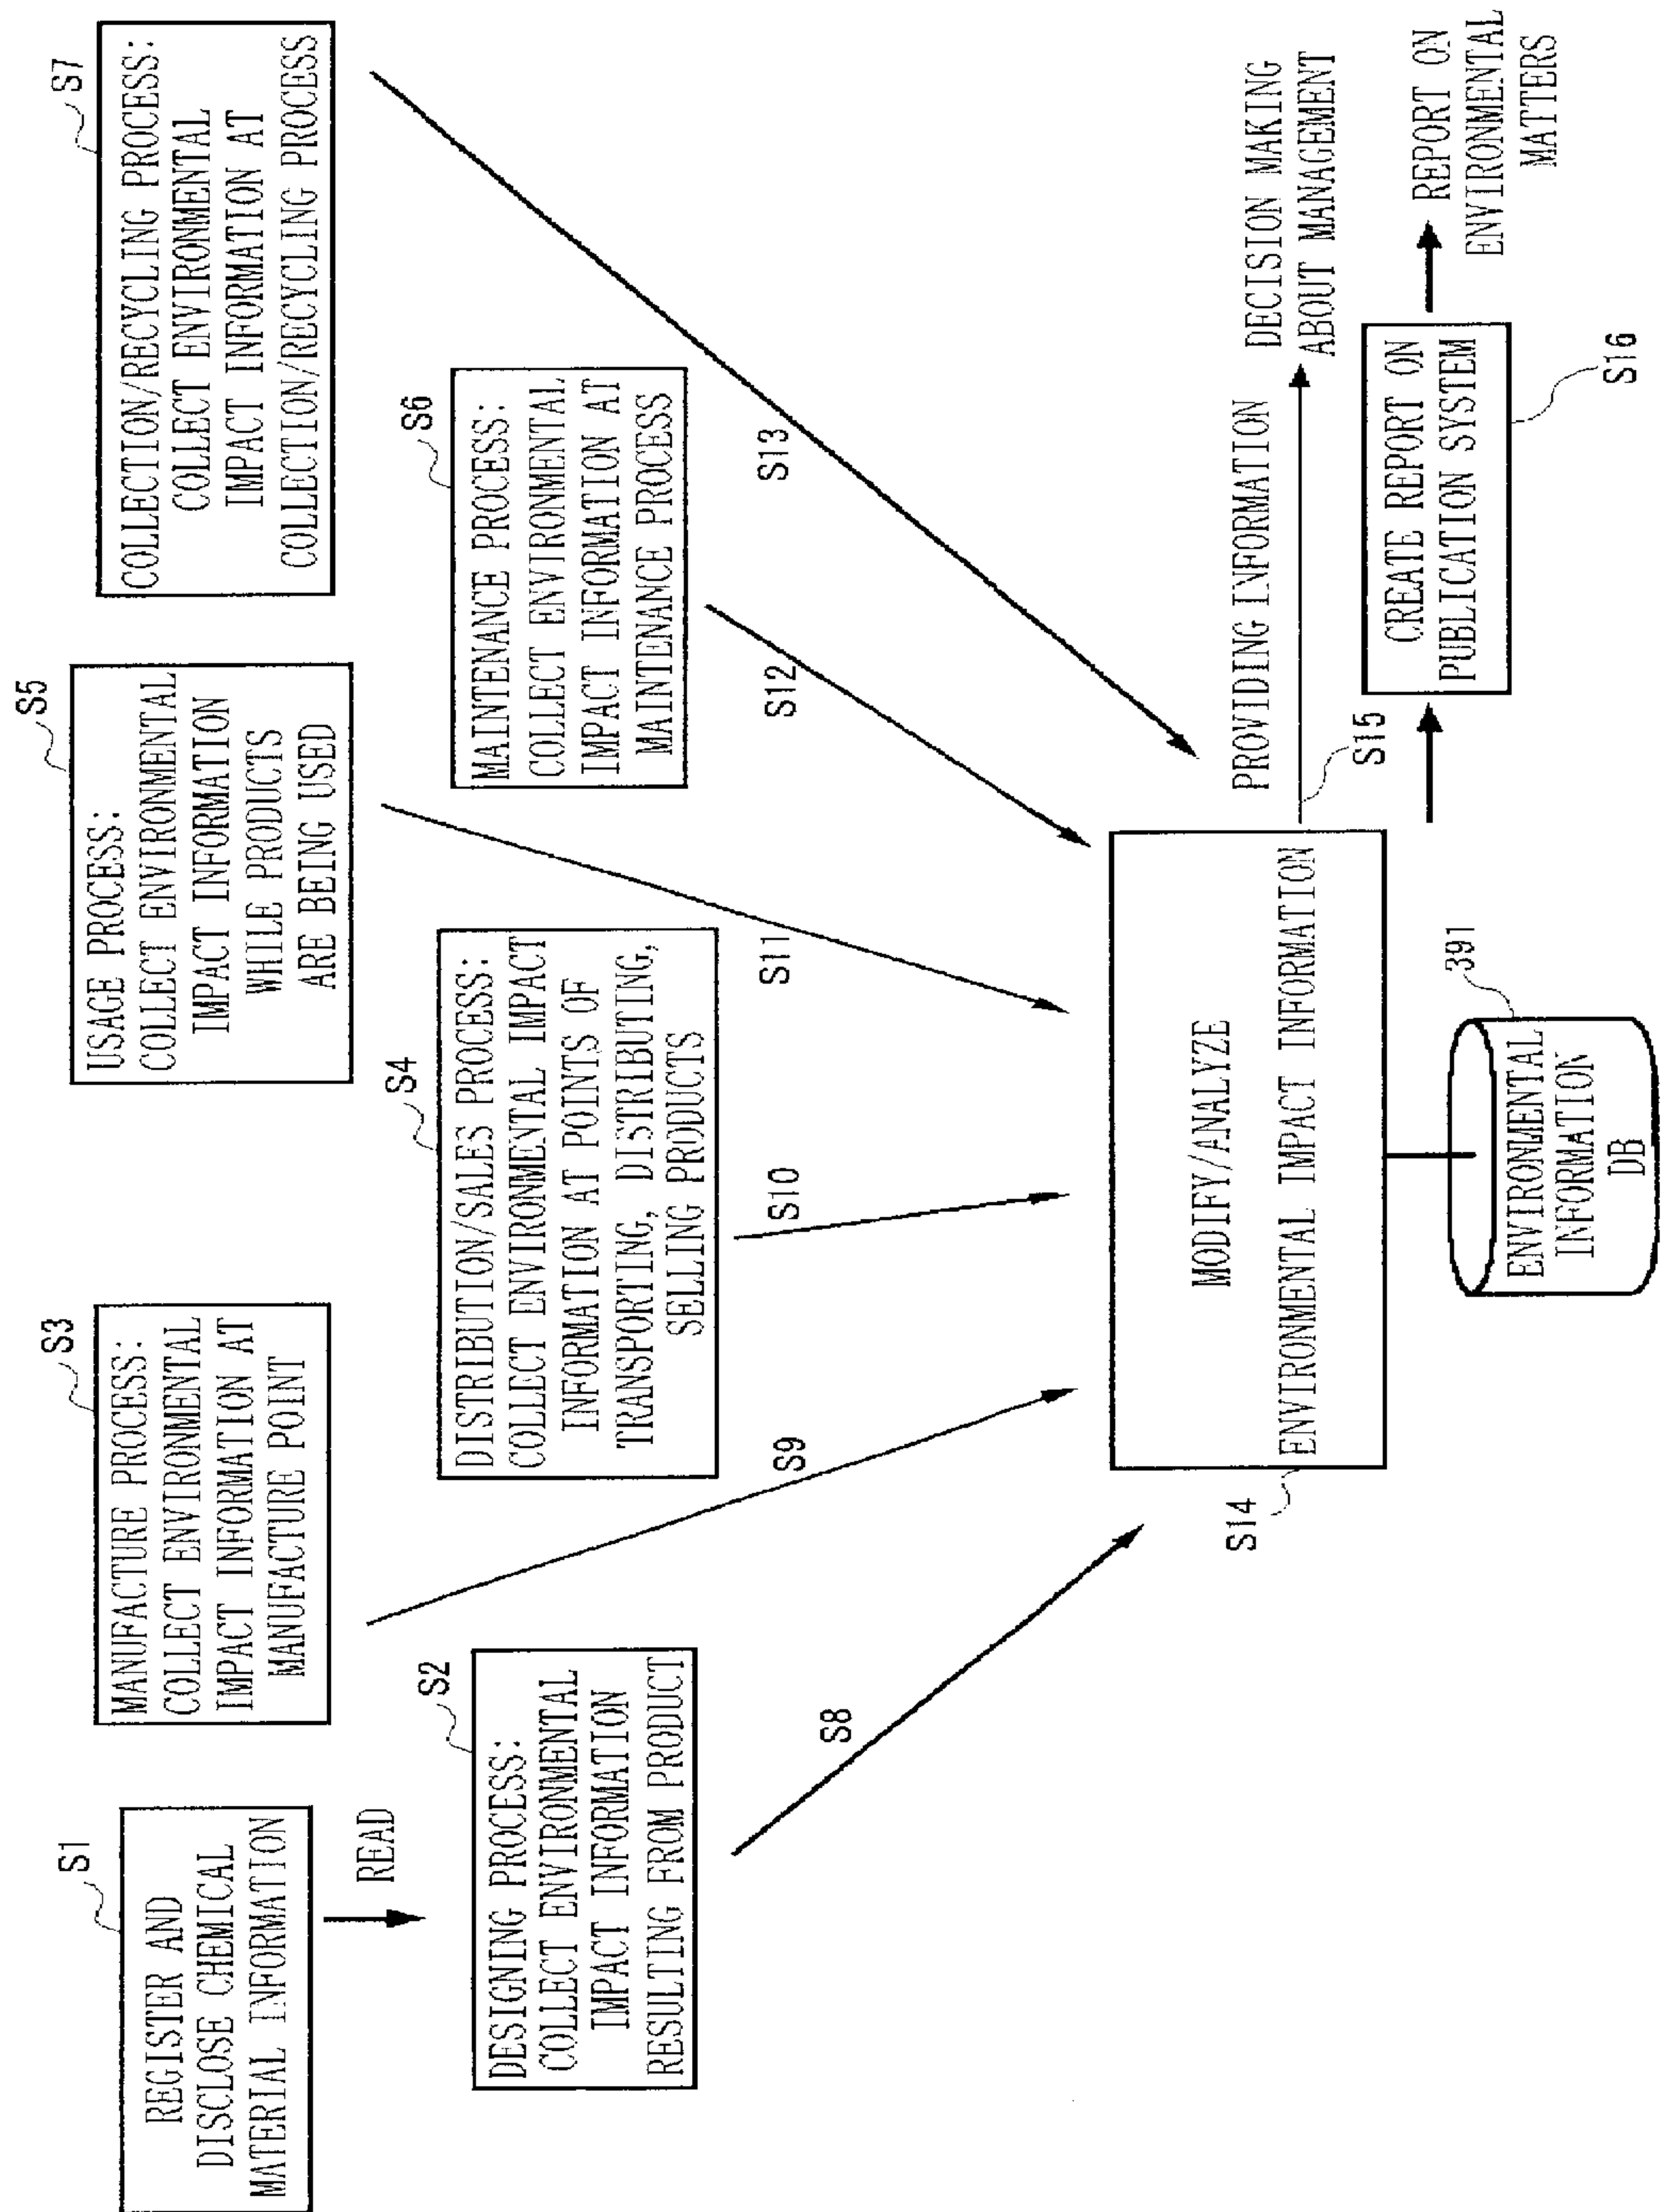 S1
REGISTER AND
DISCLOSE CHEMICAL
MATERIAL INFORMATION
READ
S2
DESIGNING PROCESS:
COLLECT ENVIRONMENTAL
IMPACT INFORMATION
RESULTING FROM PRODUCT
S3
MANUFACTURE PROCESS:
COLLECT ENVIRONMENTAL
IMPACT INFORMATION AT
MANUFACTURE POINT
S4
DISTRIBUTION/SALES PROCESS:
COLLECT ENVIRONMENTAL IMPACT
INFORMATION AT POINTS OF
TRANSPORTING, DISTRIBUTING,
SELLING PRODUCTS
S5
USAGE PROCESS:
COLLECT ENVIRONMENTAL
IMPACT INFORMATION
WHILE PRODUCTS
ARE BEING USED
S6
MAINTENANCE PROCESS:
COLLECT ENVIRONMENTAL
IMPACT INFORMATION AT
MAINTENANCE PROCESS
S7
COLLECTION/RECYCLING PROCESS:
COLLECT ENVIRONMENTAL
IMPACT INFORMATION AT
COLLECTION/RECYCLING PROCESS
S8
S9
S10
S11
S12
S13
S14
MODIFY/ANALYZE
ENVIRONMENTAL IMPACT INFORMATION
391
ENVIRONMENTAL
INFORMATION
DB
PROVIDING INFORMATION
S15
DECISION MAKING
ABOUT MANAGEMENT
CREATE REPORT ON
PUBLICATION SYSTEM
S16
REPORT ON
ENVIRONMENTAL
MATTERS